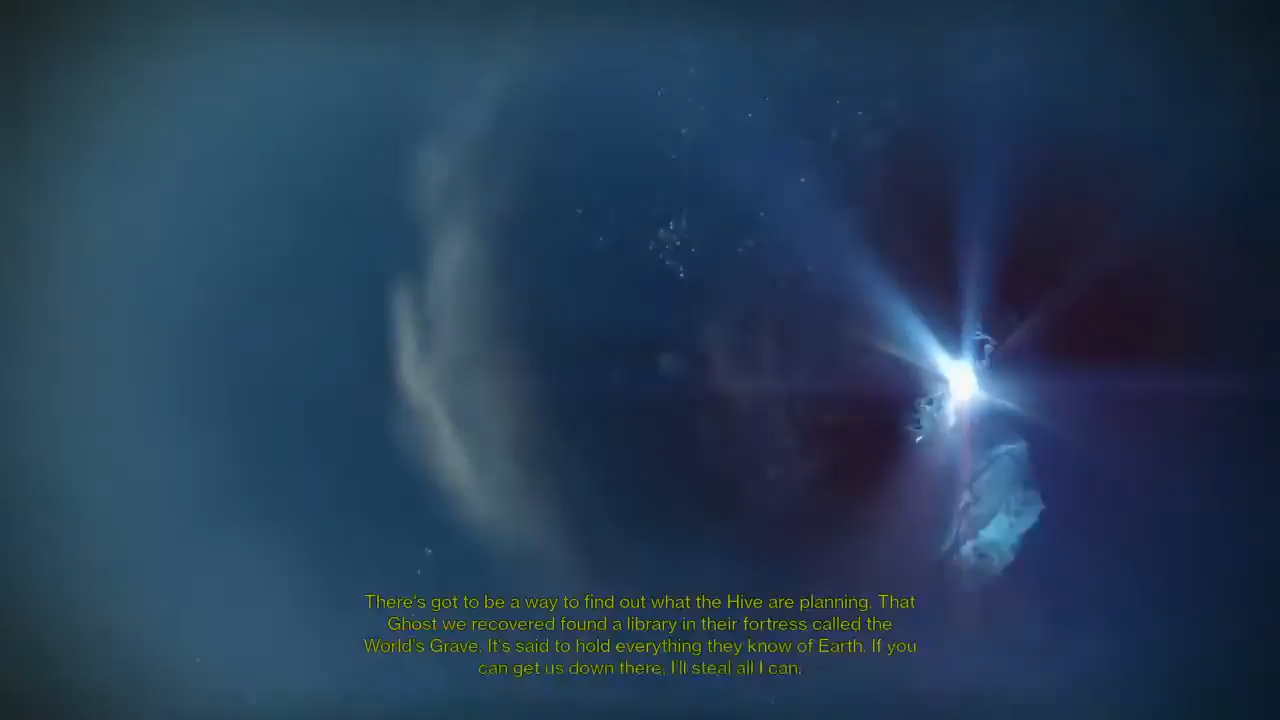 There's got to be a way to find out what the Hive are planning. That
Ghost we recovered found a library in their fortress called the
World's Grave. It's said to hold everything they know of Earth. If you
can get us down there, I'll steal all I can.